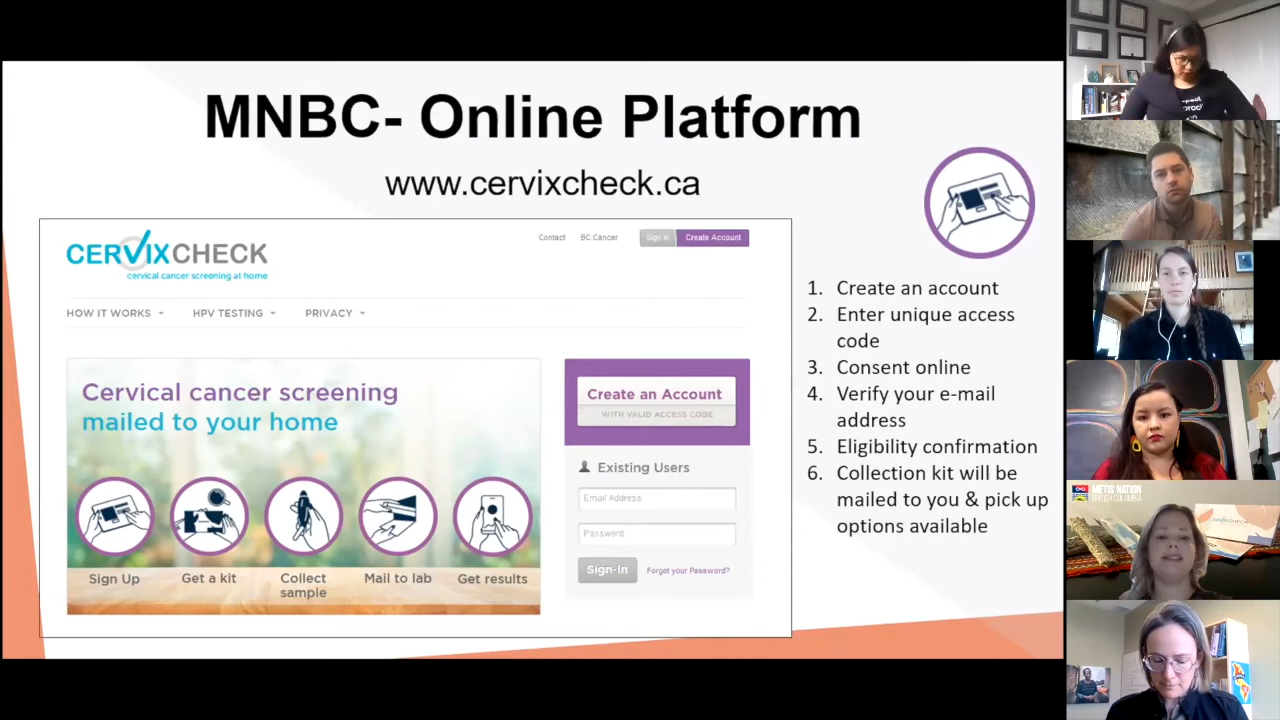 MNBC- Online Platform
www.cervixcheck.ca
CERVIXCHECK
cervical cancer screening at home
Contact
BC Cancer
Sign in
Create Account
HOW IT WORKS
HPV TESTING
PRIVACY
Cervical cancer screening
mailed to your home
Sign Up
Get a kit
Collect
sample
Mail to lab
Get results
Create an Account
WITH VALID ACCESS CODE
Existing Users
Email Address
Password
Sign-In
Forgot your Password?
1. Create an account
2. Enter unique access
code
3. Consent online
4. Verify your e-mail
address
5. Eligibility confirmation
6. Collection kit will be
mailed to you & pick up
options available
MÉTIS NATION
BRITISH COLUMBIA